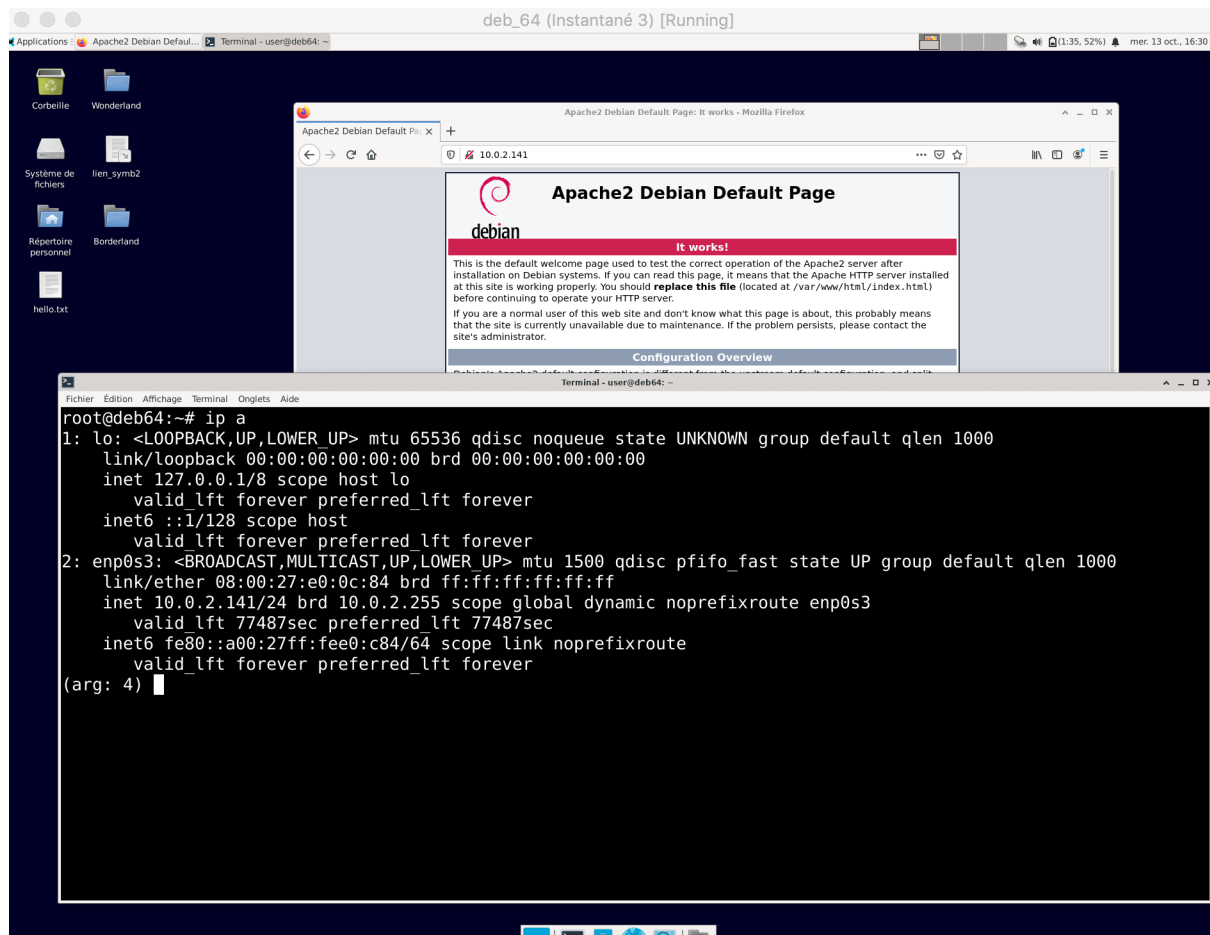 deb_64 (Instantané 3) [Running]
Applications Apache2 Debian Defaul... Terminal - user@deb64: ~ (1:35, 52%) mer. 13 oct., 16:30
Corbeille Wonderland
Système de fichiers
lien_symb2
Répertoire personnel
Borderland
hello.txt
Apache2 Debian Default Page: It works - Mozilla Firefox
Apache2 Debian Default Pa
10.0.2.141
debian
Apache2 Debian Default Page
It works!
This is the default welcome page used to test the correct operation of the Apache2 server after
installation on Debian systems. If you can read this page, it means that the Apache HTTP server installed
at this site is working properly. You should replace this file (located at /var/www/html/index.html)
before continuing to operate your HTTP server.
If you are a normal user of this web site and don't know what this page is about, this probably means
that the site is currently unavailable due to maintenance. If the problem persists, please contact the
site's administrator.
Configuration Overview
Terminal - user@deb64: ~
Fichier Édition Affichage Terminal Onglets Aide
root@deb64:~# ip a
1: lo: <LOOPBACK,UP,LOWER_UP> mtu 65536 qdisc noqueue state UNKNOWN group default qlen 1000
    link/loopback 00:00:00:00:00:00 brd 00:00:00:00:00:00
    inet 127.0.0.1/8 scope host lo
       valid_lft forever preferred_lft forever
    inet6 ::1/128 scope host
       valid_lft forever preferred_lft forever
2: enp0s3: <BROADCAST,MULTICAST,UP,LOWER_UP> mtu 1500 qdisc pfifo_fast state UP group default qlen 1000
    link/ether 08:00:27:e0:0c:84 brd ff:ff:ff:ff:ff:ff
    inet 10.0.2.141/24 brd 10.0.2.255 scope global dynamic noprefixroute enp0s3
       valid_lft 77487sec preferred_lft 77487sec
    inet6 fe80::a00:27ff:fee0:c84/64 scope link noprefixroute
       valid_lft forever preferred_lft forever
(arg: 4)